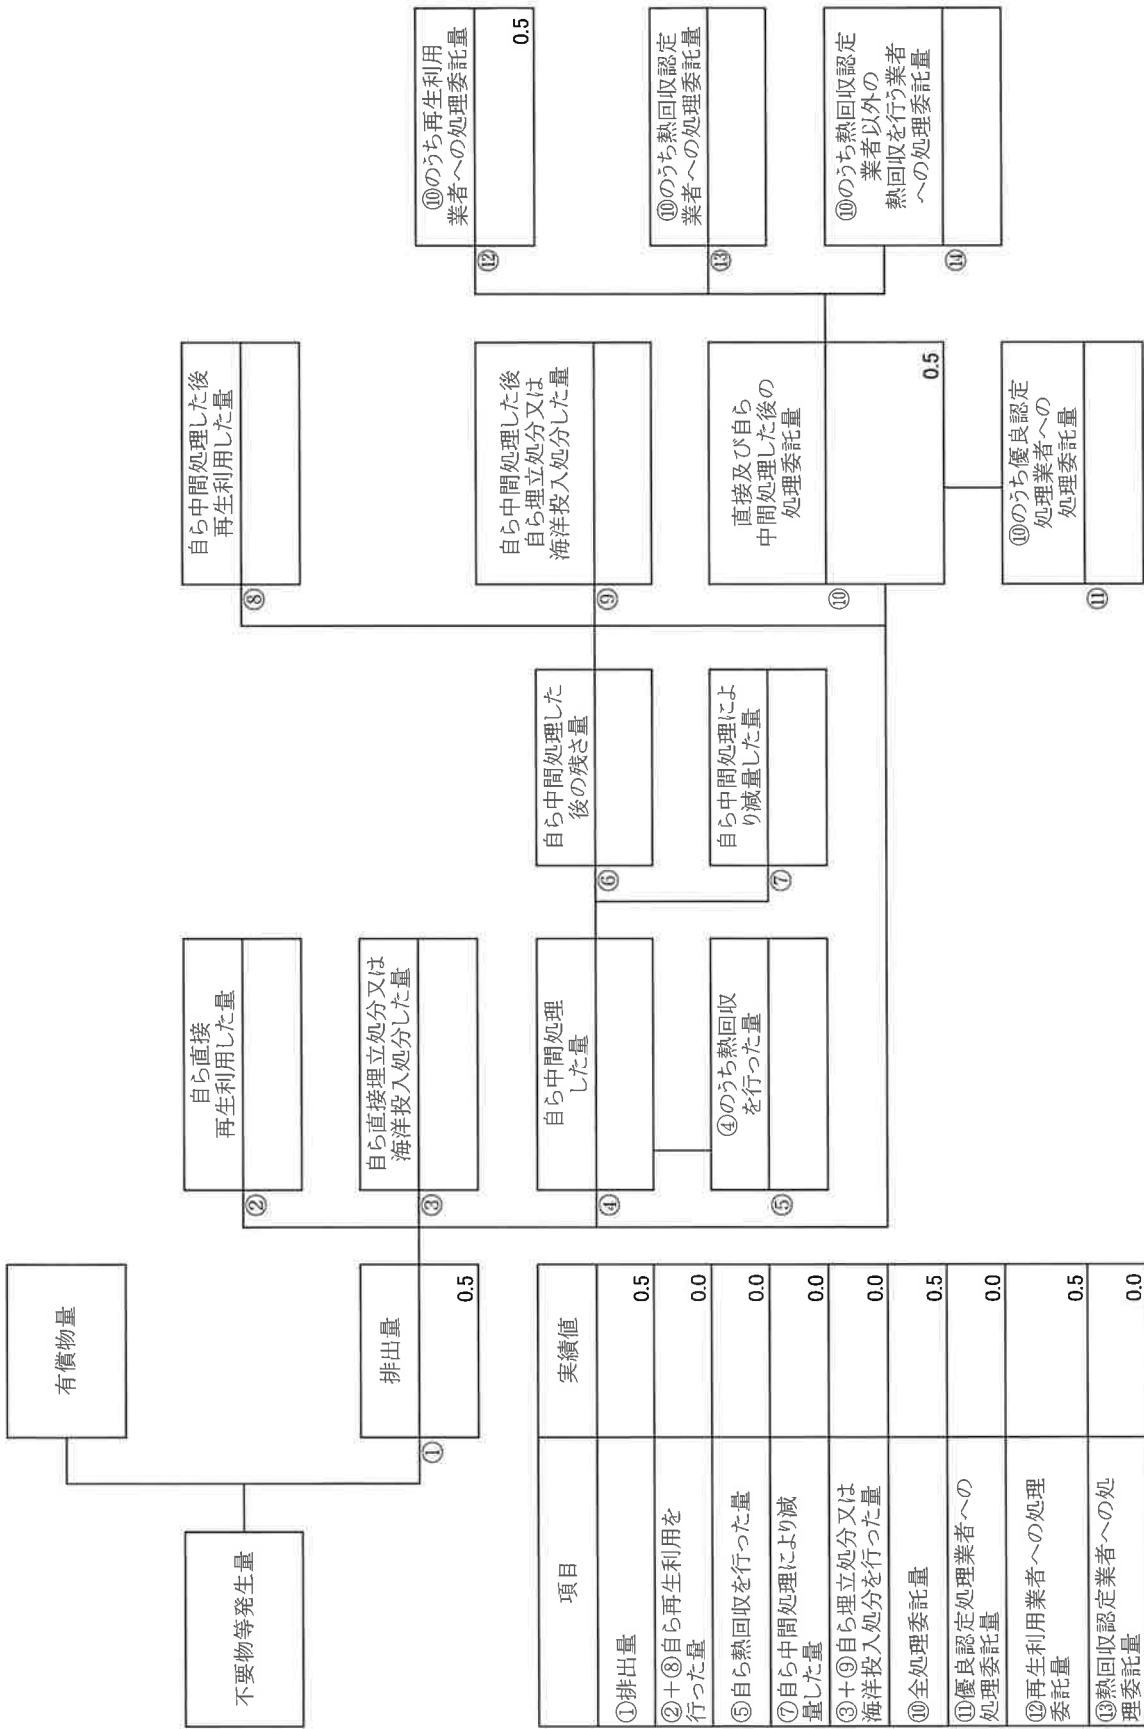 不要物等発生量
有償物量
排出量
①
0.5
自ら直接
再生利用した量
②
自ら直接埋立処分又は
海洋投入処分した量
③
自ら中間処理
した量
④
④のうち熱回収
を行った量
⑤
自ら中間処理した
後の残さ量
⑥
自ら中間処理によ
り減量した量
⑦
自ら中間処理した後
再生利用した量
⑧
自ら中間処理した後
自ら埋立処分又は
海洋投入処分した量
⑨
直接及び自ら
中間処理した後の
処理委託量
⑩
0.5
⑩のうち優良認定
処理業者への
処理委託量
⑪
⑩のうち再生利用
業者への処理委託量
⑫
0.5
⑩のうち熱回収認定
業者への処理委託量
⑬
⑩のうち熱回収認定
業者以外の
熱回収を行う業者
への処理委託量
⑭
項目 実績値
①排出量 0.5
②+⑧自ら再生利用を
行った量 0.0
⑤自ら熱回収を行った量 0.0
⑦自ら中間処理により減
量した量 0.0
③+⑨自ら埋立処分又は
海洋投入処分を行った量 0.0
⑩全処理委託量 0.5
⑪優良認定処理業者への
処理委託量 0.0
⑫再生利用業者への処理
委託量 0.5
⑬熱回収認定業者への処
理委託量 0.0